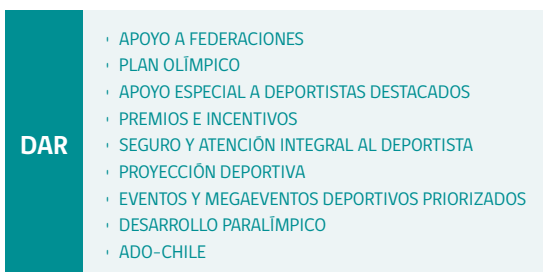 DAR
APOYO A FEDERACIONES
PLAN OLÍMPICO
APOYO ESPECIAL A DEPORTISTAS DESTACADOS
PREMIOS E INCENTIVOS
SEGURO Y ATENCIÓN INTEGRAL AL DEPORTISTA
PROYECCIÓN DEPORTIVA
EVENTOS Y MEGAEVENTOS DEPORTIVOS PRIORIZADOS
DESARROLLO PARALÍMPICO
ADO-CHILE